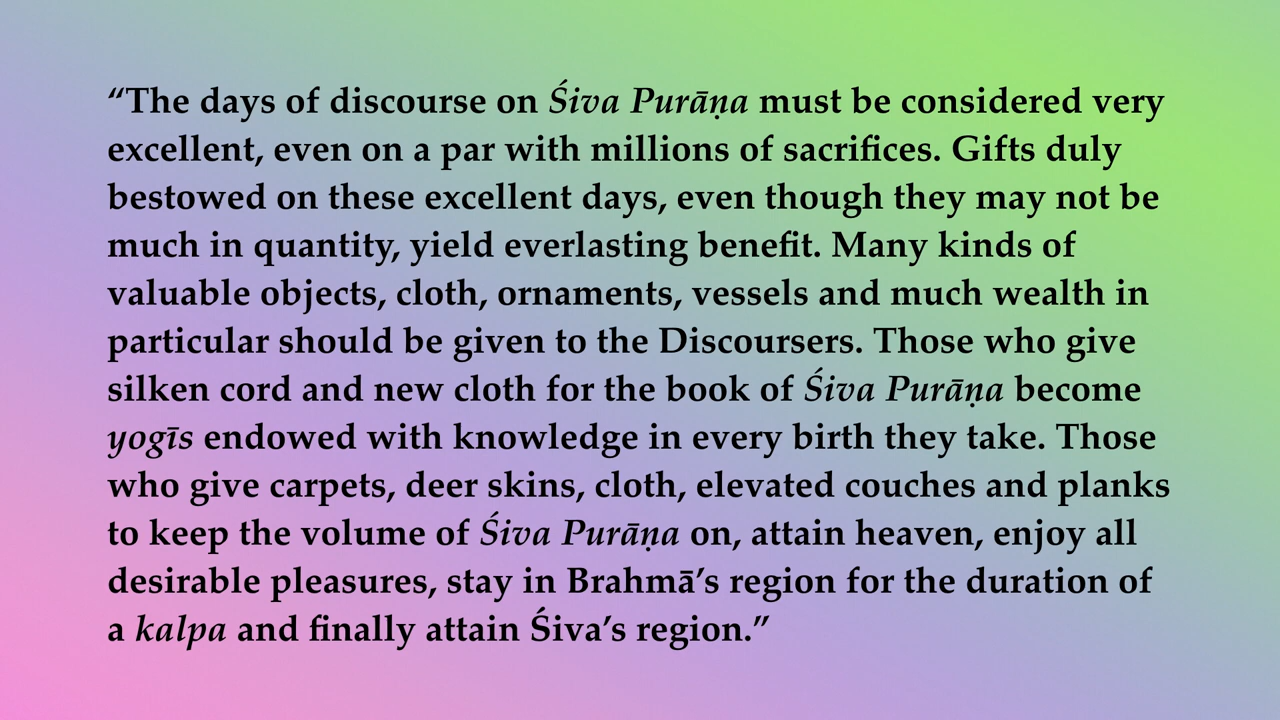 “The days of discourse on Śiva Purāṇa must be considered very
excellent, even on a par with millions of sacrifices. Gifts duly
bestowed on these excellent days, even though they may not be
much in quantity, yield everlasting benefit. Many kinds of
valuable objects, cloth, ornaments, vessels and much wealth in
particular should be given to the Discoursers. Those who give
silken cord and new cloth for the book of Śiva Purāṇa become
yogīs endowed with knowledge in every birth they take. Those
who give carpets, deer skins, cloth, elevated couches and planks
to keep the volume of Śiva Purāṇa on, attain heaven, enjoy all
desirable pleasures, stay in Brahmā’s region for the duration of
a kalpa and finally attain Śiva’s region.”